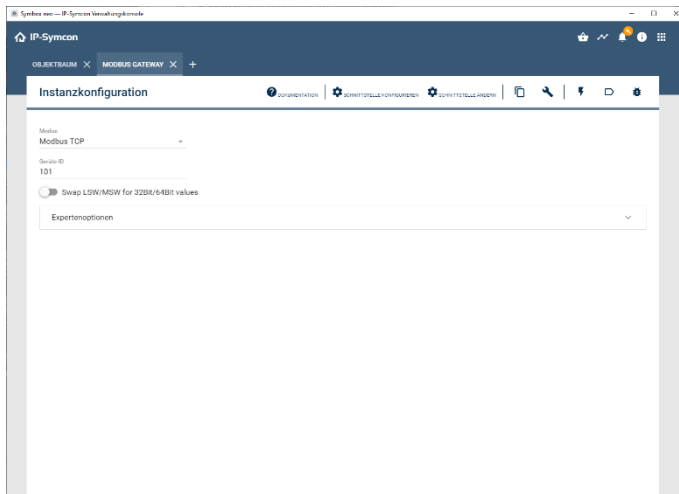 Symbox neo — IP-Symcon Verwaltungskonsole
IP-Symcon
OBJEKTBAUM
MODBUS GATEWAY
Instanzkonfiguration
DOKUMENTATION
SCHNITTSTELLE KONFIGURIEREN
SCHNITTSTELLE ÄNDERN
Modus
Modbus TCP
Geräte-ID
101
Swap LSW/MSW for 32Bit/64Bit values
Expertenoptionen